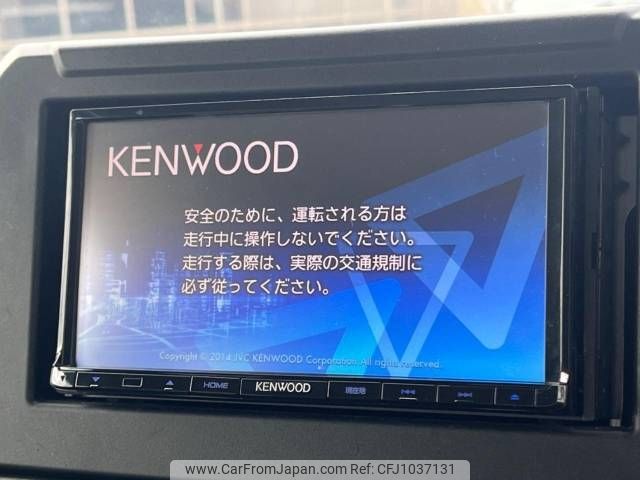 KENWOOD
安全のために、運転される方は
走行中に操作しないでください。
走行する際は、実際の交通規制に
必ず従ってください。
Copyright © 2014 JVC KENWOOD Corporation All rights reserved.
HOME KENWOOD 現在地
www.CarFromJapan.com | Ref No. CFJ1037131